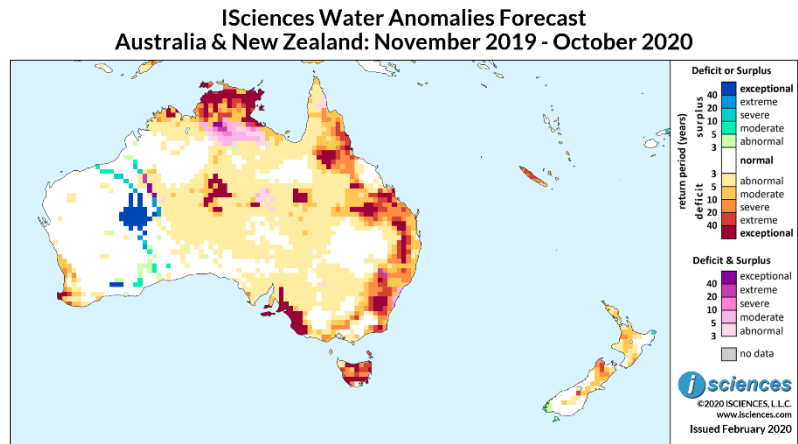 ISciences Water Anomalies Forecast
Australia & New Zealand: November 2019 - October 2020
Deficit or Surplus
return period (years)
surplus
deficit
40
20
10
5
3
exceptional
extreme
severe
moderate
abnormal
normal
3
5
10
20
40
abnormal
moderate
severe
extreme
exceptional
Deficit & Surplus
40
20
10
5
3
exceptional
extreme
severe
moderate
abnormal
no data
i sciences
©2020 ISCIENCES, L.L.C.
www.isciences.com
Issued February 2020